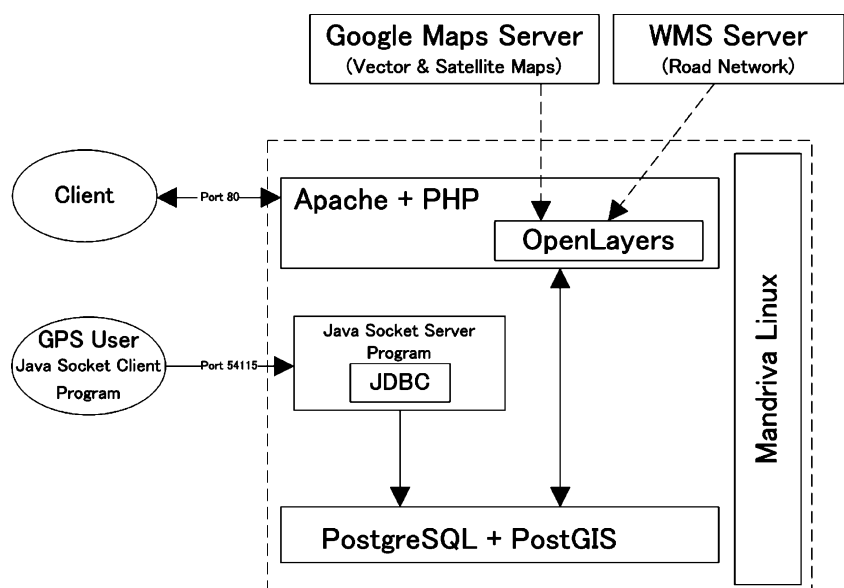 Google Maps Server
(Vector & Satellite Maps)
WMS Server
(Road Network)
Client
Port 80
Apache + PHP
OpenLayers
GPS User
Java Socket Client
Program
Port 54115
Java Socket Server
Program
JDBC
PostgreSQL + PostGIS
Mandriva Linux